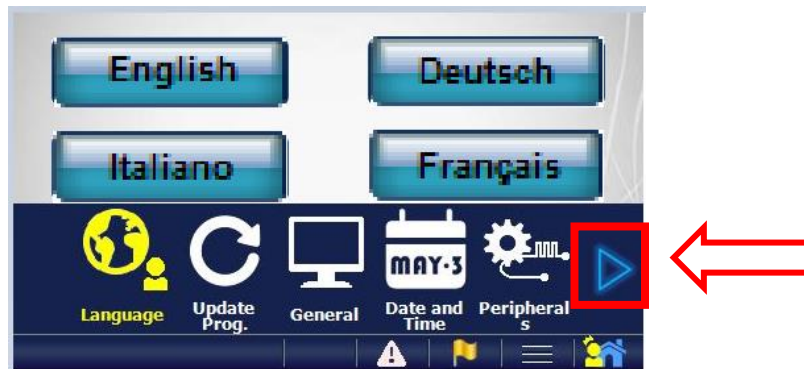 English Deutsch
Italiano Français
MAY·3
Language Update Prog. General Date and Time Peripheral s